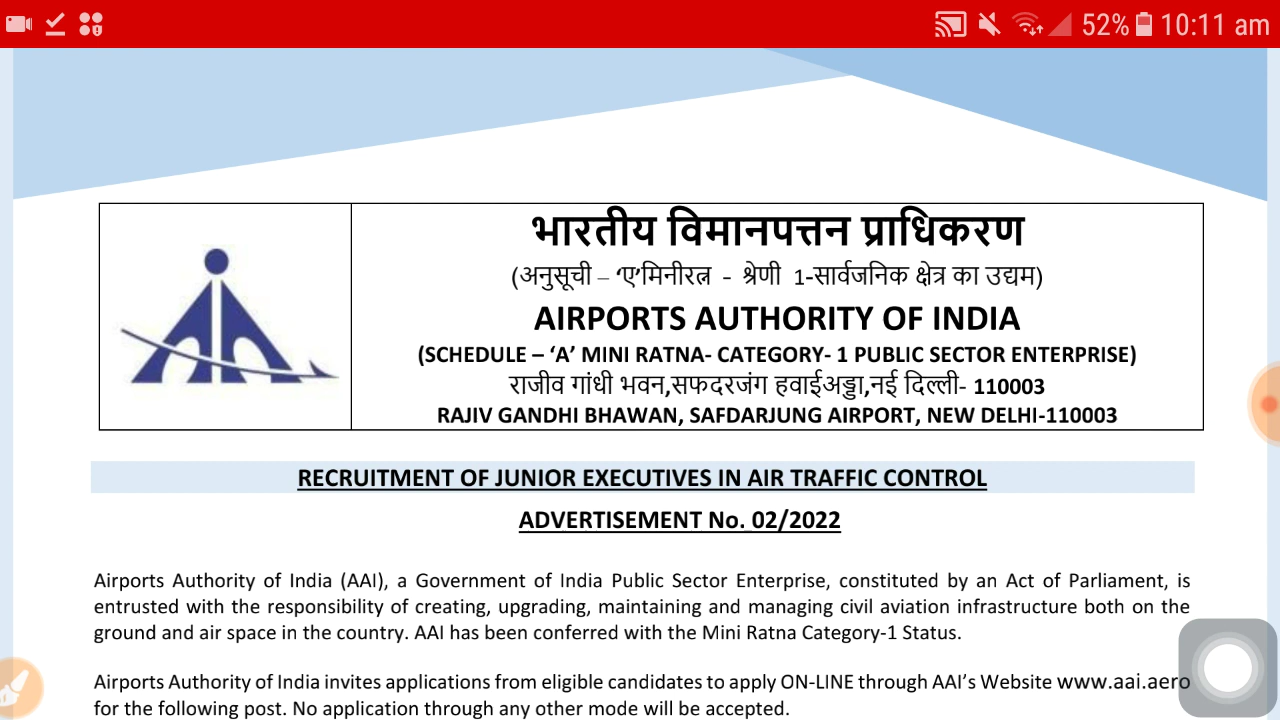 52% 10:11 am
भारतीय विमानपत्तन प्राधिकरण
(अनुसूची – ‘ए’मिनीरत्न - श्रेणी 1-सार्वजनिक क्षेत्र का उद्यम)
AIRPORTS AUTHORITY OF INDIA
(SCHEDULE – ‘A’ MINI RATNA- CATEGORY- 1 PUBLIC SECTOR ENTERPRISE)
राजीव गांधी भवन,सफदरजंग हवाईअड्डा,नई दिल्ली- 110003
RAJIV GANDHI BHAWAN, SAFDARJUNG AIRPORT, NEW DELHI-110003
RECRUITMENT OF JUNIOR EXECUTIVES IN AIR TRAFFIC CONTROL
ADVERTISEMENT No. 02/2022
Airports Authority of India (AAI), a Government of India Public Sector Enterprise, constituted by an Act of Parliament, is
entrusted with the responsibility of creating, upgrading, maintaining and managing civil aviation infrastructure both on the
ground and air space in the country. AAI has been conferred with the Mini Ratna Category-1 Status.
Airports Authority of India invites applications from eligible candidates to apply ON-LINE through AAI’s Website www.aai.aero
for the following post. No application through any other mode will be accepted.